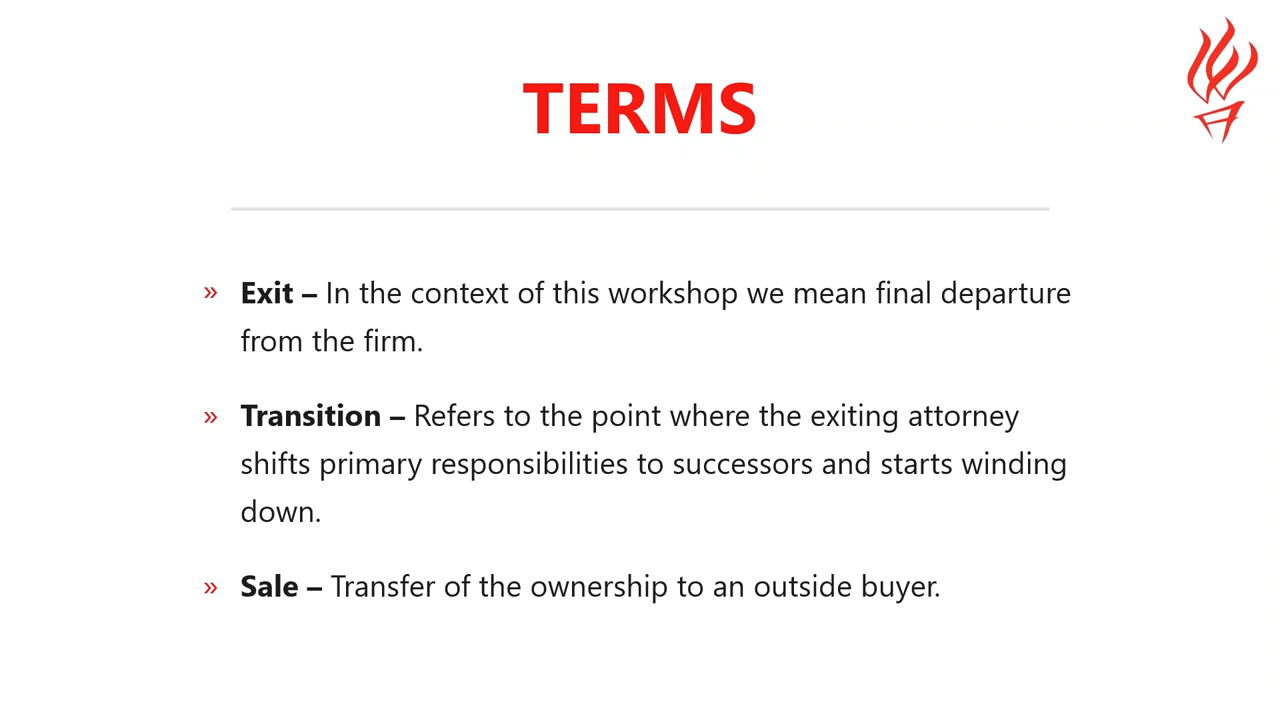 TERMS
» Exit – In the context of this workshop we mean final departure
from the firm.
» Transition – Refers to the point where the exiting attorney
shifts primary responsibilities to successors and starts winding
down.
» Sale – Transfer of the ownership to an outside buyer.